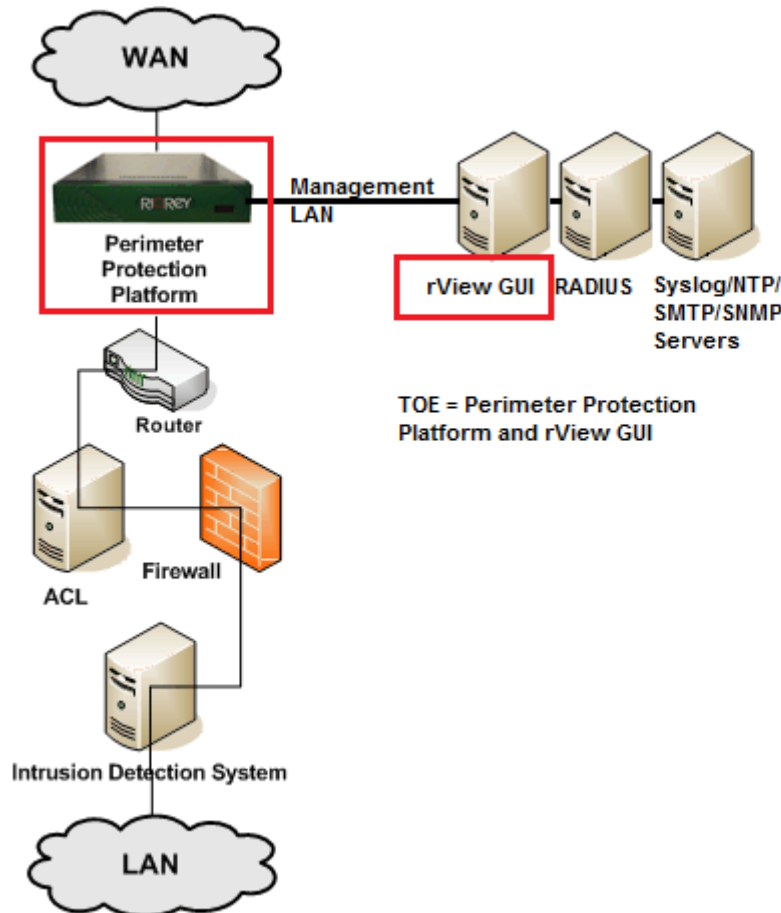 WAN
RIOREY
Perimeter
Protection
Platform
Management
LAN
rView GUI
RADIUS
Syslog/NTP/
SMTP/SNMP
Servers
Router
TOE = Perimeter Protection
Platform and rView GUI
ACL
Firewall
Intrusion Detection System
LAN